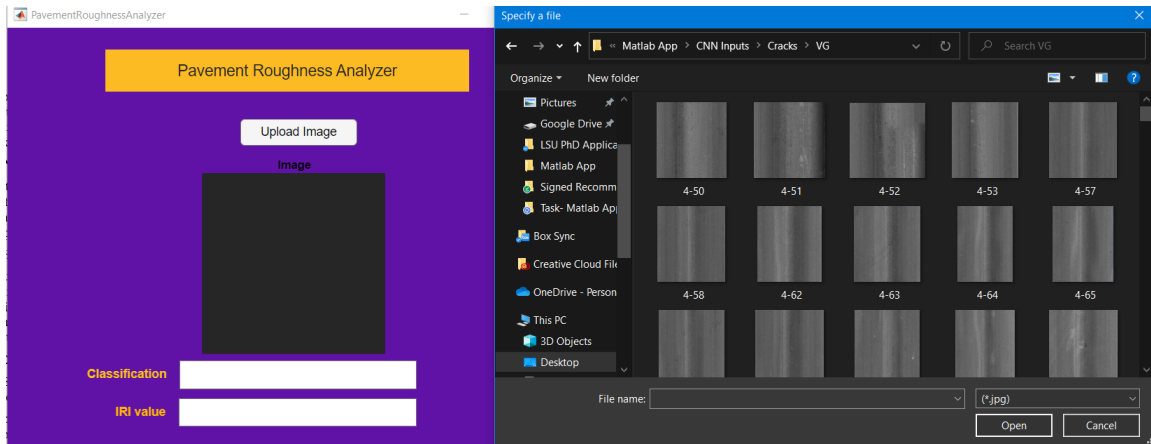 PavementRoughnessAnalyzer
Pavement Roughness Analyzer
Upload Image
Image
Classification
IRI value
Specify a file
« Matlab App > CNN Inputs > Cracks > VG
Search VG
Organize
New folder
Pictures
Google Drive
LSU PhD Applica
Matlab App
Signed Recomm
Task- Matlab Ap
Box Sync
Creative Cloud File
OneDrive - Person
This PC
3D Objects
Desktop
4-50 4-51 4-52 4-53 4-57
4-58 4-62 4-63 4-64 4-65
File name:
(*.jpg)
Open
Cancel